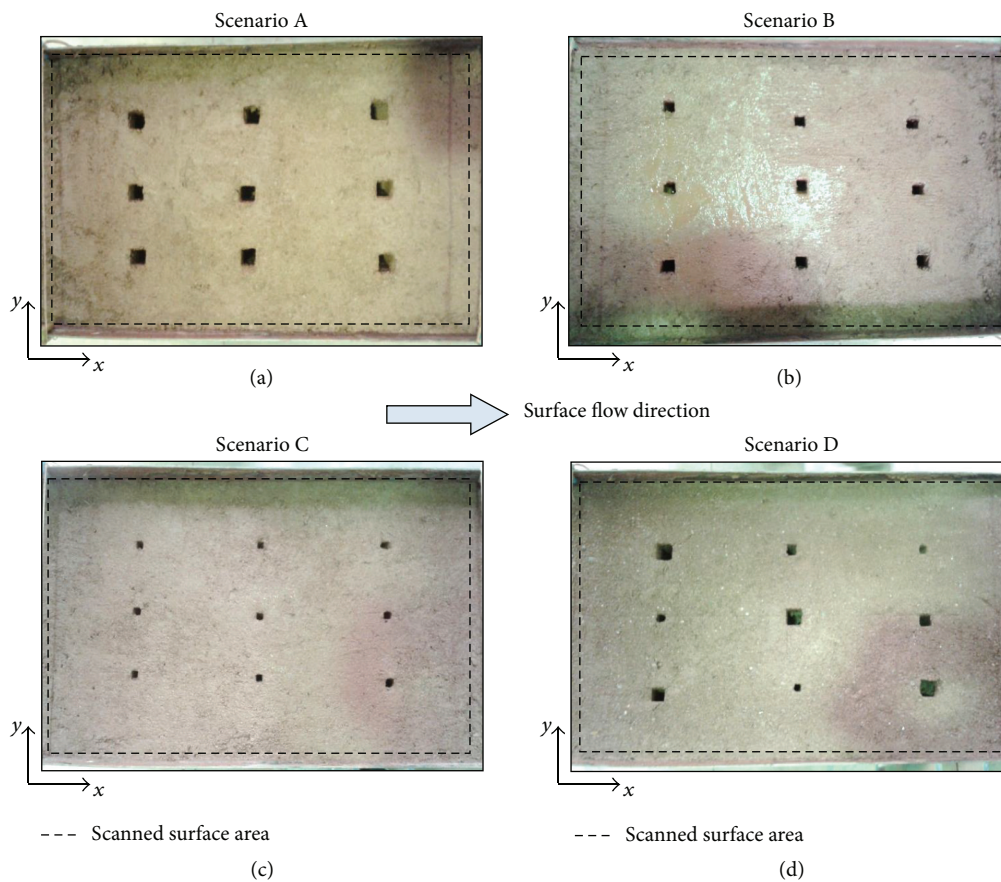 Scenario A
Scenario B
y
x
(a)
y
x
(b)
Surface flow direction
Scenario C
Scenario D
y
x
--- Scanned surface area
(c)
y
x
--- Scanned surface area
(d)